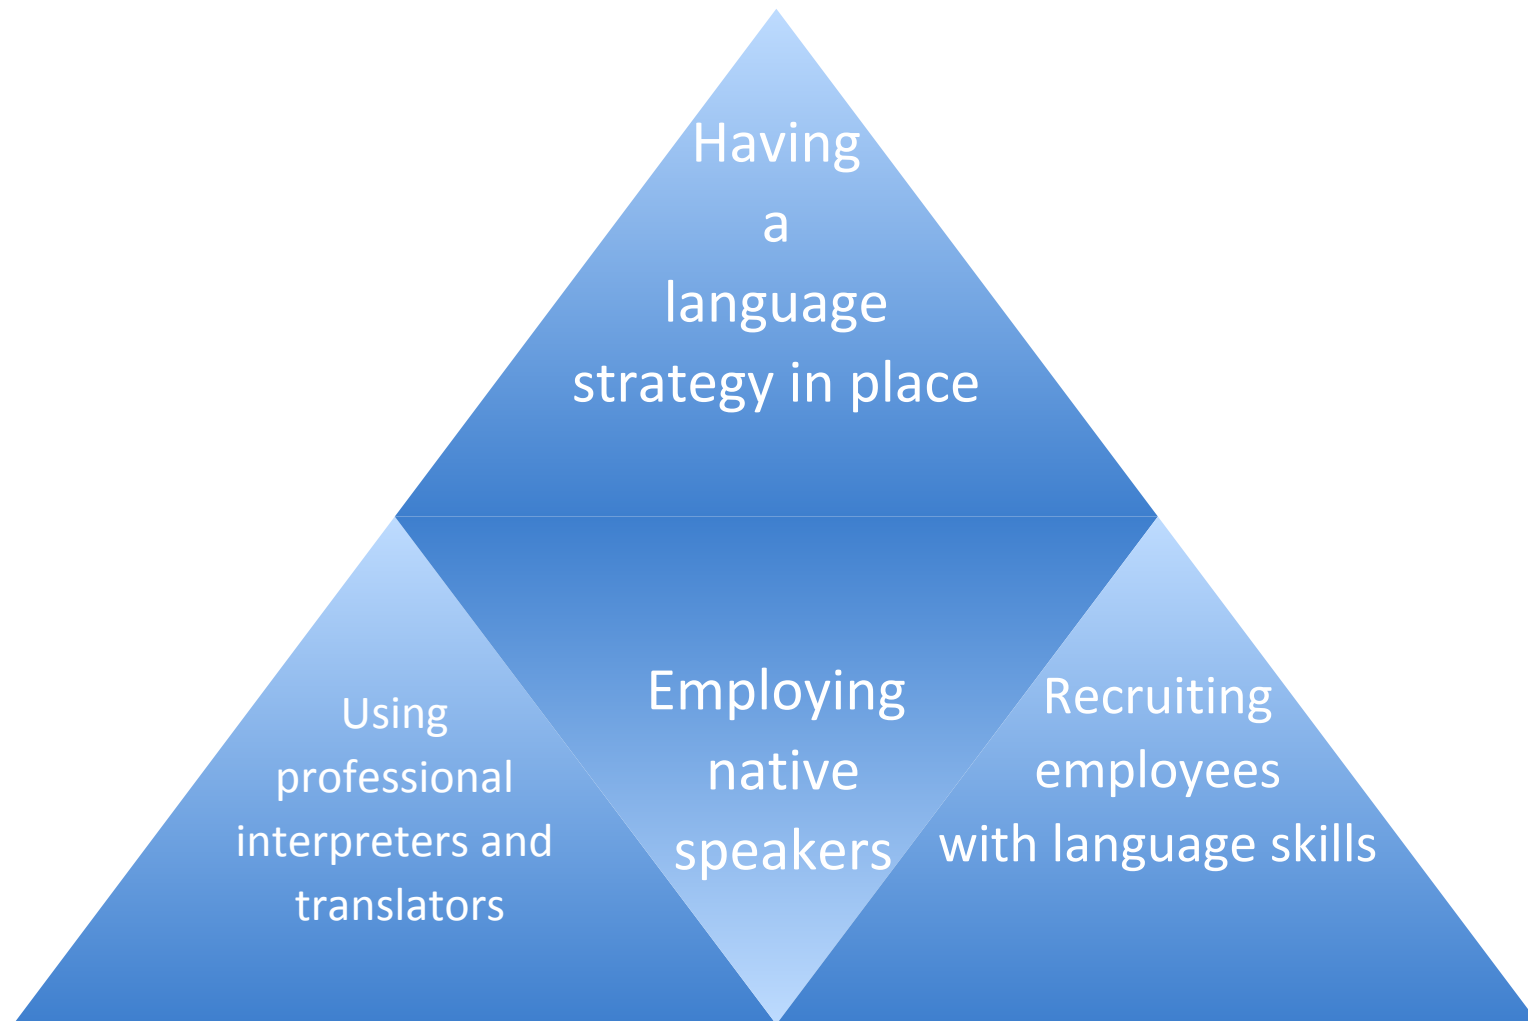 Having
a
language
strategy in place
Using
professional
interpreters and
translators
Employing
native
speakers
Recruiting
employees
with language skills